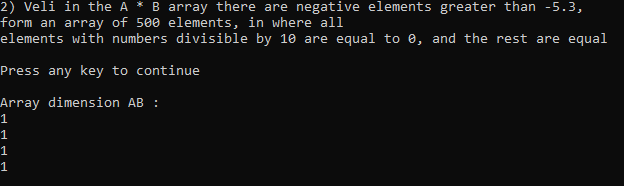 2) Veli in the A * B array there are negative elements greater than -5.3,
form an array of 500 elements, in where all
elements with numbers divisible by 10 are equal to 0, and the rest are equal
Press any key to continue
Array dimension AB :
1
1
1
1